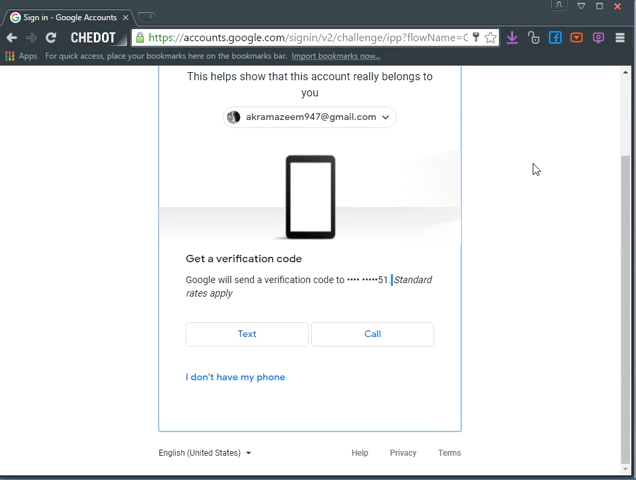 Sign in - Google Accounts
CHEDOT
https://accounts.google.com/signin/v2/challenge/ipp?flowName=G
Apps For quick access, place your bookmarks here on the bookmarks bar. Import bookmarks now...
This helps show that this account really belongs to
you
akramazeem947@gmail.com
Get a verification code
Google will send a verification code to •••• •••••51. Standard
rates apply
Text
Call
I don't have my phone
English (United States)
Help
Privacy
Terms